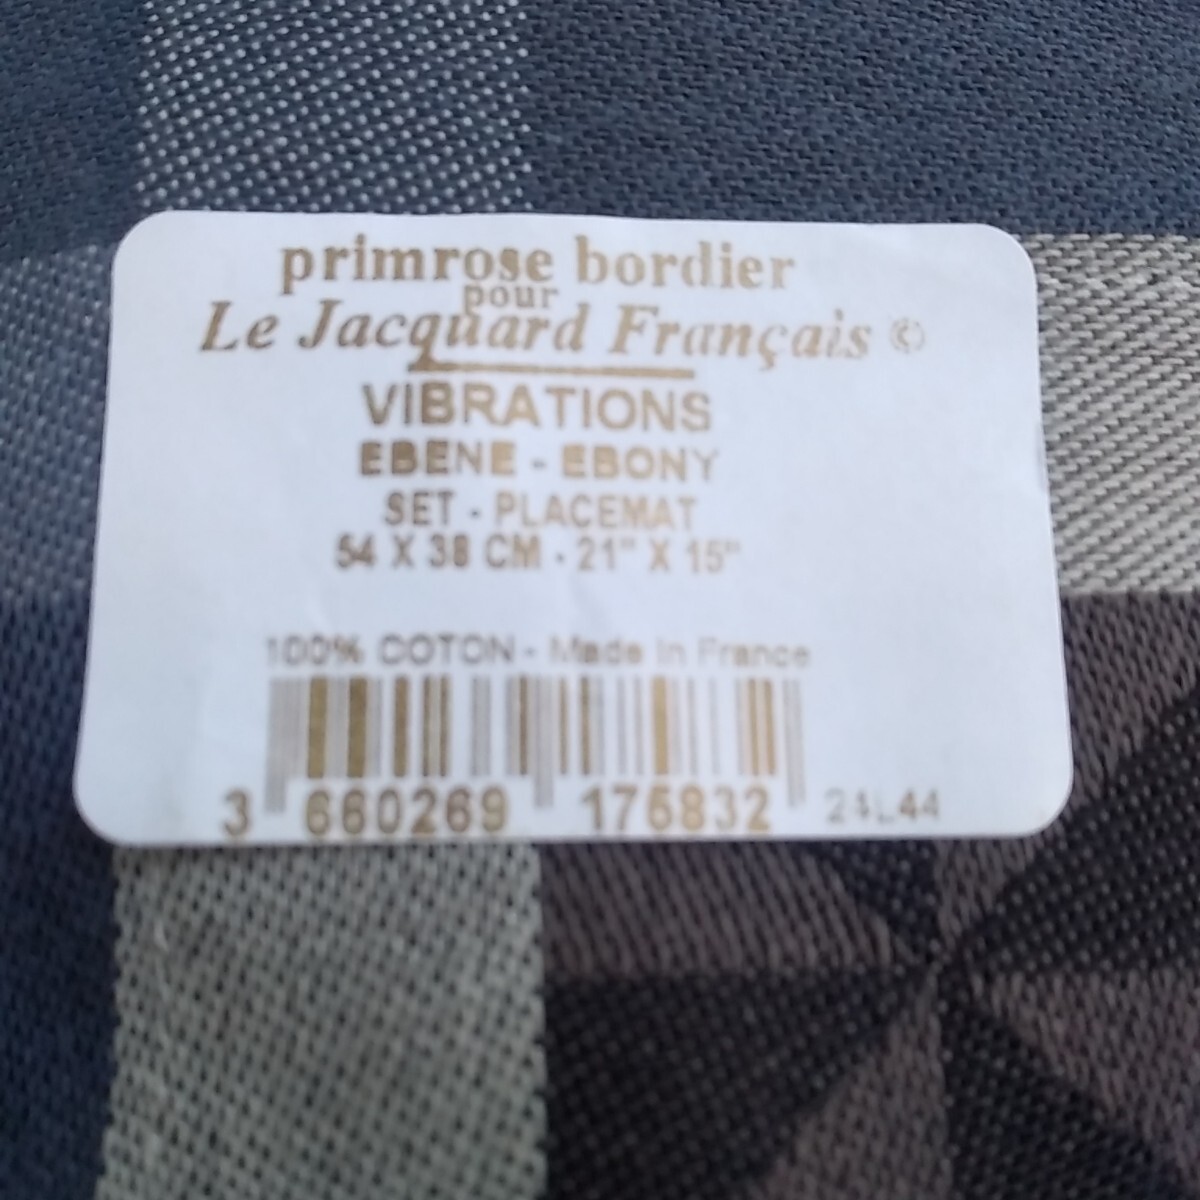 primrose bordier
pour
Le Jacquard Français ©
VIBRATIONS
EBENE - EBONY
SET - PLACEMAT
54 X 38 CM - 21" X 15"
100% COTON - Made in France
3 660269 175832 24L44